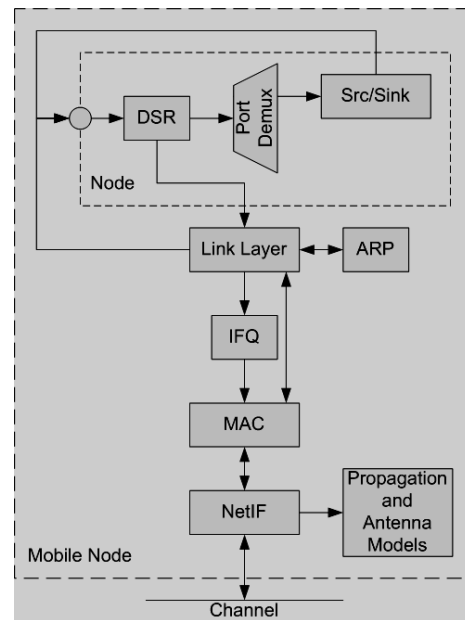 Src/Sink
DSR
Port
Demux
Node
Link Layer
ARP
IFQ
MAC
NetIF
Propagation
and
Antenna
Models
Mobile Node
Channel